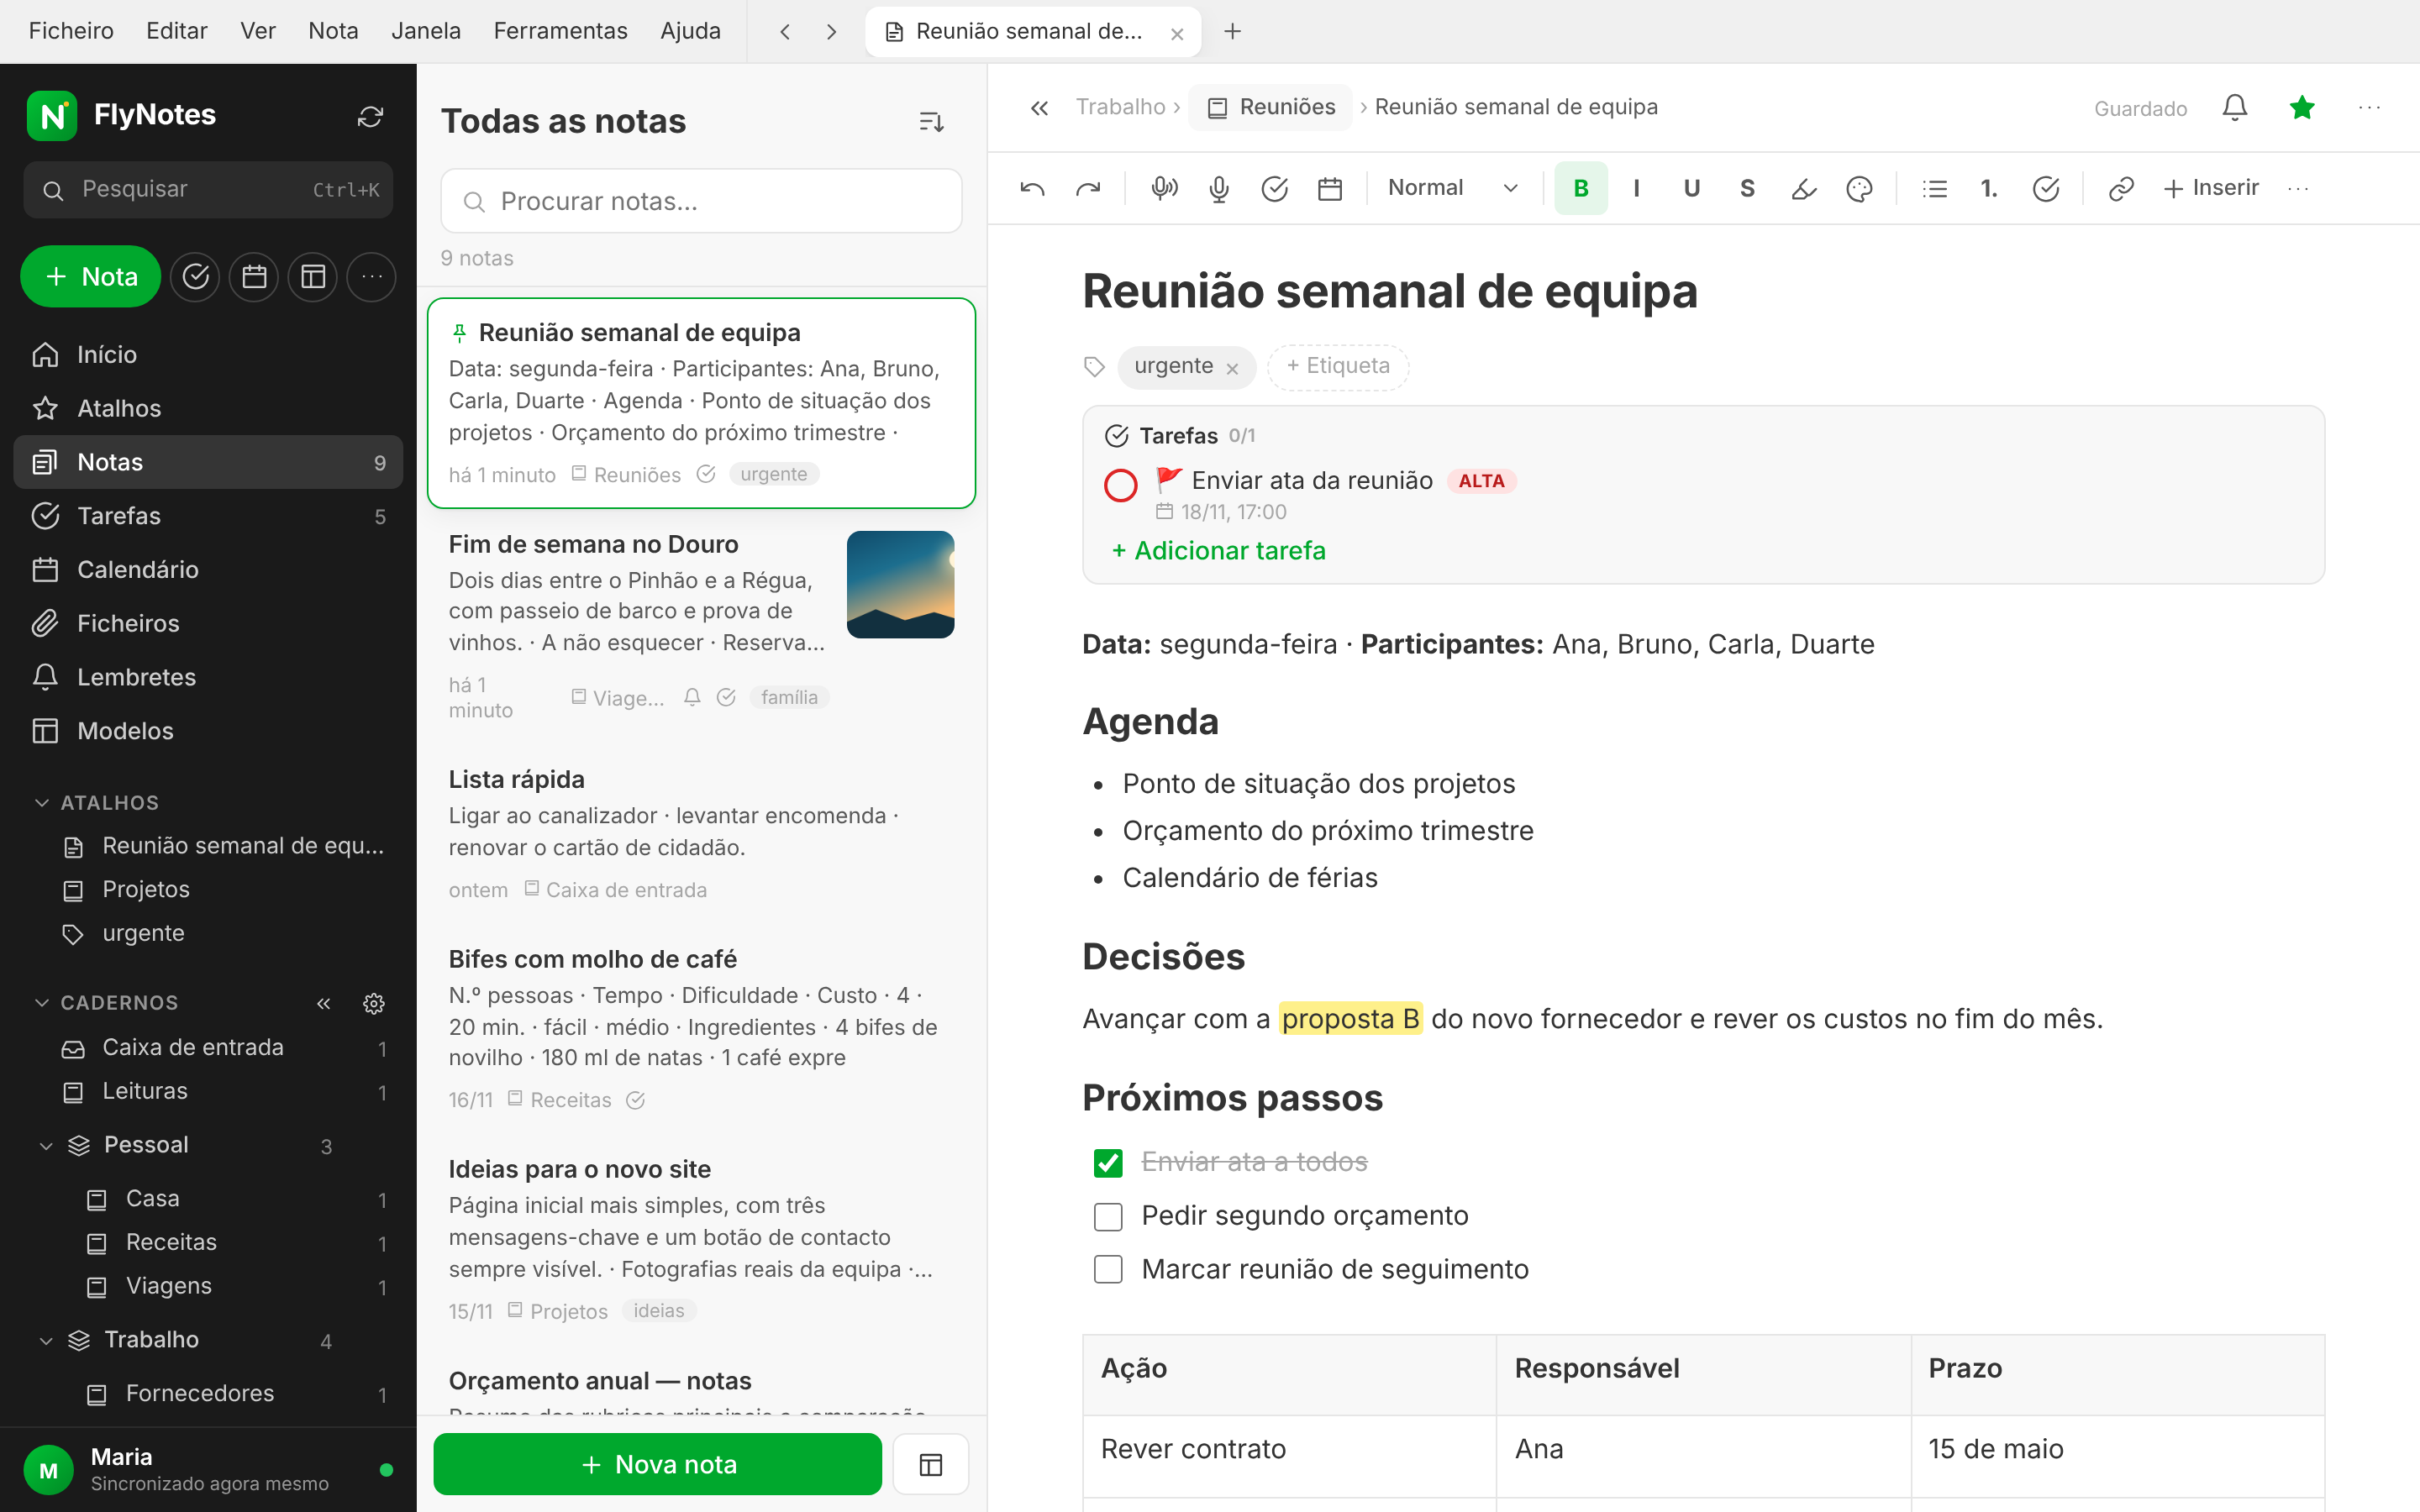 Ficheiro Editar Ver Nota Janela Ferramentas Ajuda
Reunião semanal de...
FlyNotes
Pesquisar Ctrl+K
+ Nota
Início
Atalhos
Notas 9
Tarefas 5
Calendário
Ficheiros
Lembretes
Modelos
ATALHOS
Reunião semanal de equ...
Projetos
urgente
CADERNOS
Caixa de entrada 1
Leituras 1
Pessoal 3
Casa 1
Receitas 1
Viagens 1
Trabalho 4
Fornecedores 1
M
Maria
Sincronizado agora mesmo
Todas as notas
Procurar notas...
9 notas
Reunião semanal de equipa
Data: segunda-feira · Participantes: Ana, Bruno,
Carla, Duarte · Agenda · Ponto de situação dos
projetos · Orçamento do próximo trimestre ·
há 1 minuto Reuniões urgente
Fim de semana no Douro
Dois dias entre o Pinhão e a Régua,
com passeio de barco e prova de
vinhos. · A não esquecer · Reserva...
há 1
minuto Viage... família
Lista rápida
Ligar ao canalizador · levantar encomenda ·
renovar o cartão de cidadão.
ontem Caixa de entrada
Bifes com molho de café
N.º pessoas · Tempo · Dificuldade · Custo · 4 ·
20 min. · fácil · médio · Ingredientes · 4 bifes de
novilho · 180 ml de natas · 1 café expre
16/11 Receitas
Ideias para o novo site
Página inicial mais simples, com três
mensagens-chave e um botão de contacto
sempre visível. · Fotografias reais da equipa ·...
15/11 Projetos ideias
Orçamento anual — notas
+ Nova nota
Trabalho › Reuniões › Reunião semanal de equipa
Guardado
Normal
B I U S 1. + Inserir
Reunião semanal de equipa
urgente × + Etiqueta
Tarefas 0/1
Enviar ata da reunião ALTA
18/11, 17:00
+ Adicionar tarefa
Data: segunda-feira · Participantes: Ana, Bruno, Carla, Duarte
Agenda
• Ponto de situação dos projetos
• Orçamento do próximo trimestre
• Calendário de férias
Decisões
Avançar com a proposta B do novo fornecedor e rever os custos no fim do mês.
Próximos passos
Enviar ata a todos
Pedir segundo orçamento
Marcar reunião de seguimento
Ação Responsável Prazo
Rever contrato Ana 15 de maio